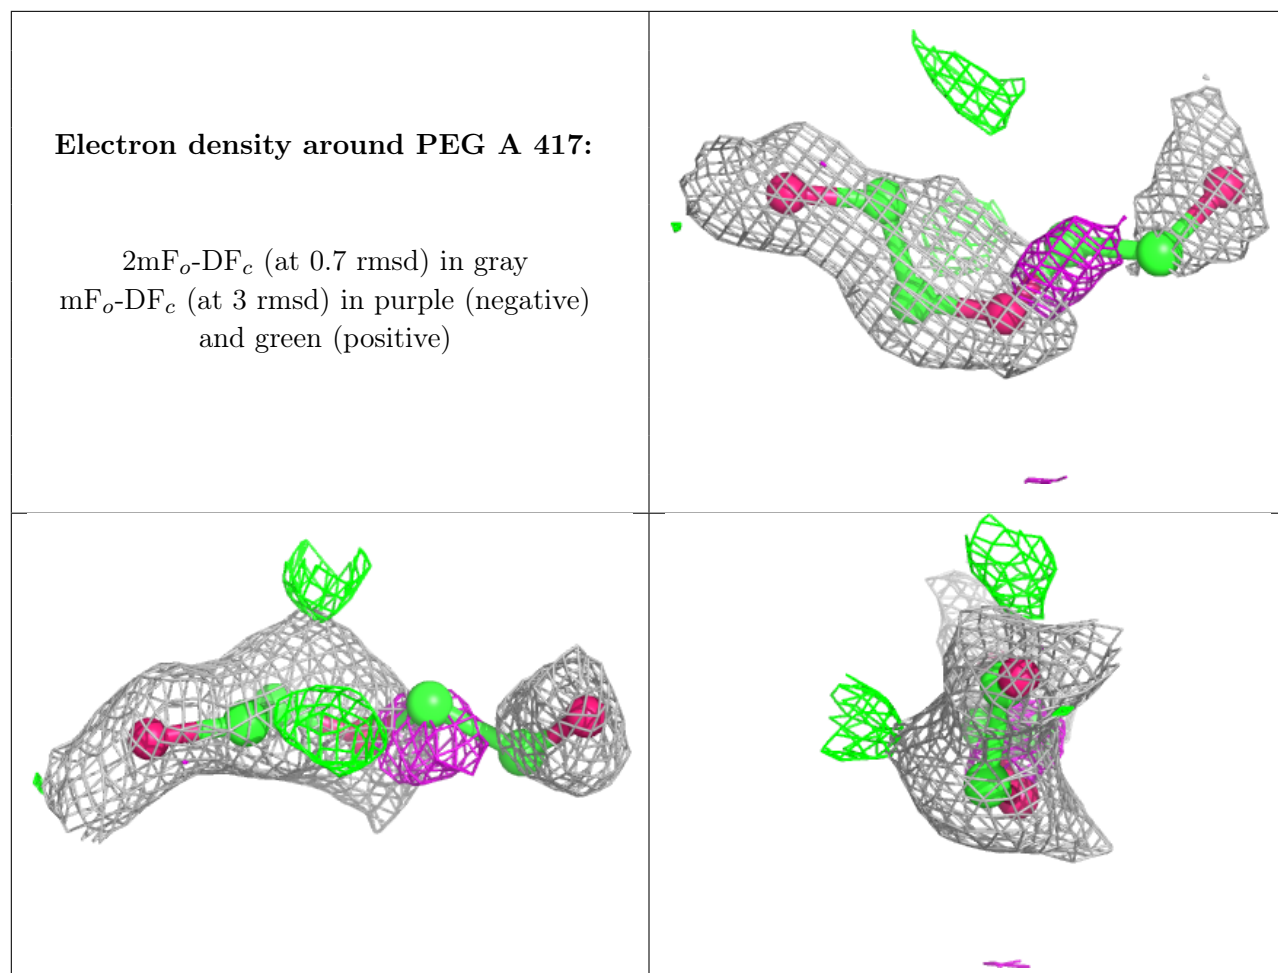 Electron density around PEG A 417:
2mFo-DFc (at 0.7 rmsd) in gray
mFo-DFc (at 3 rmsd) in purple (negative)
and green (positive)